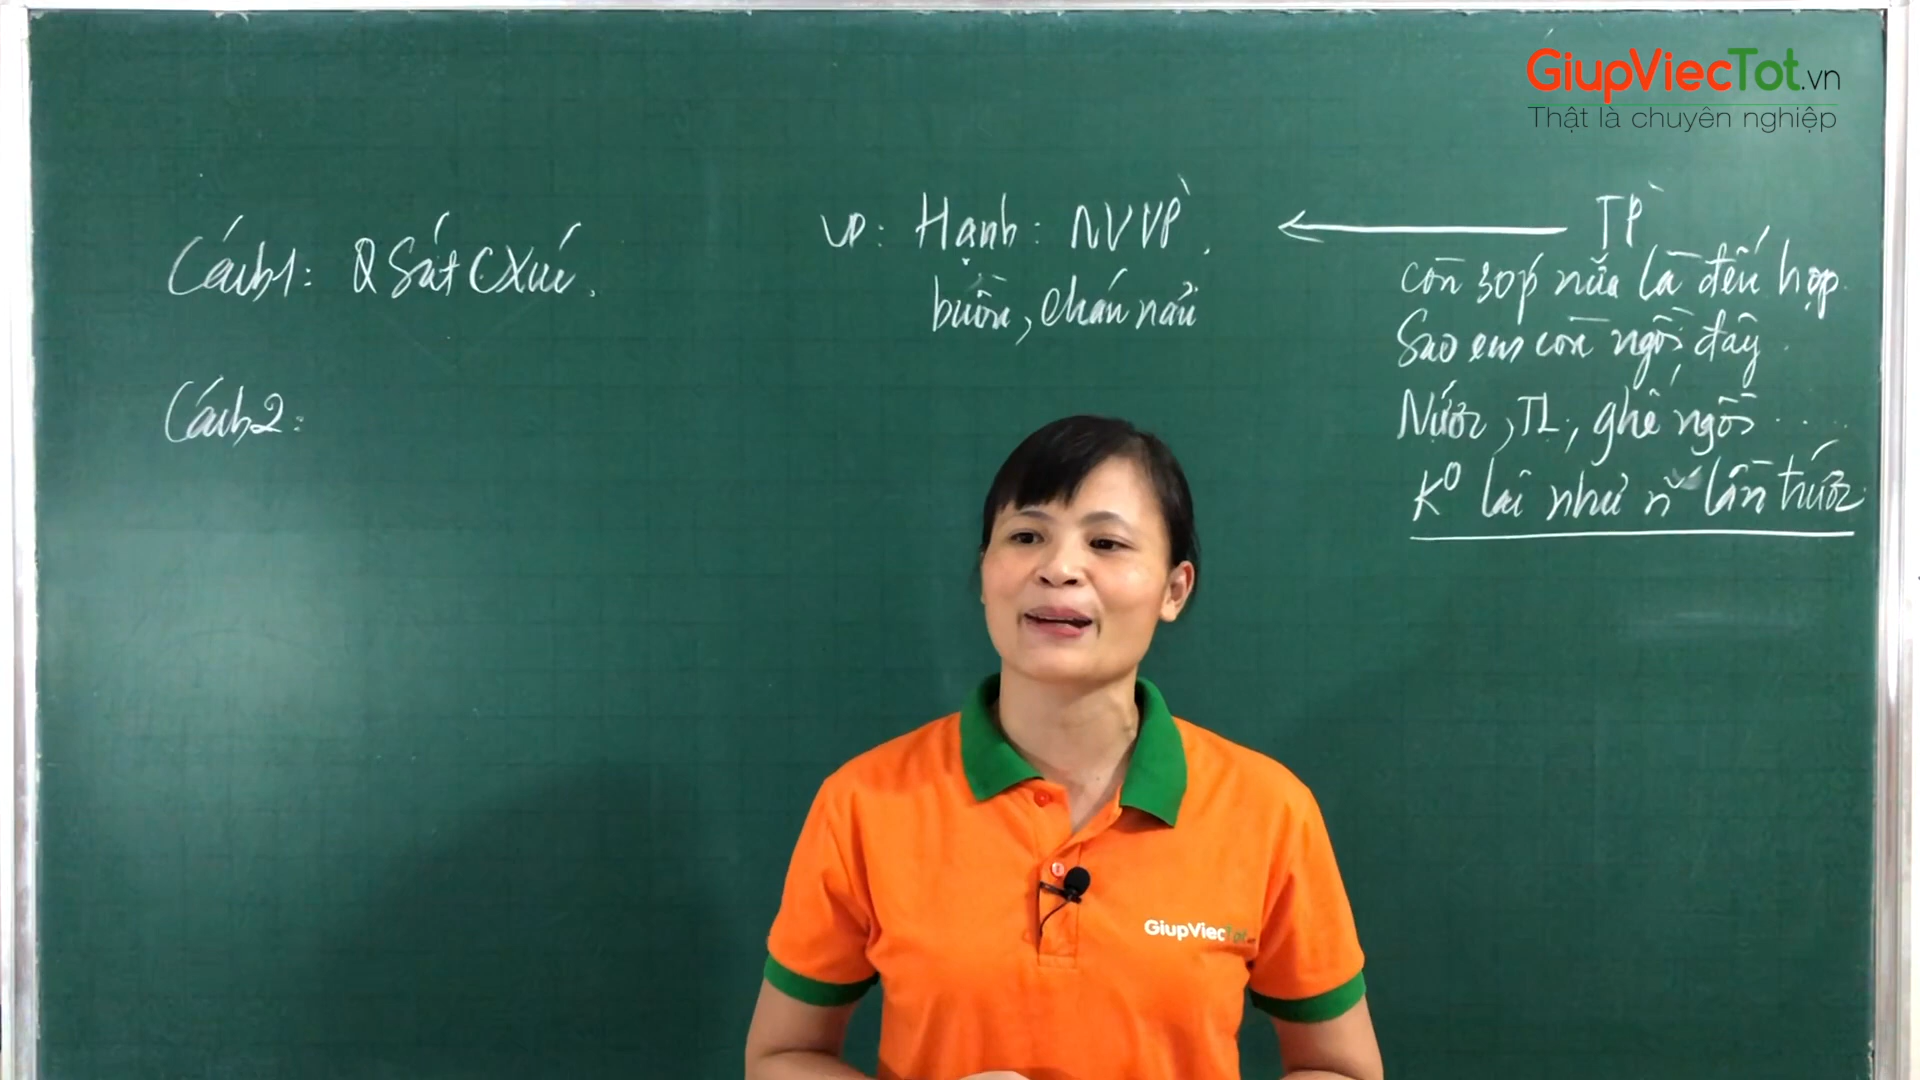 GiupViecTot.vn
Thật là chuyên nghiệp
Cách1: Q Sát CXúc.
Cách2:
VD: Hạnh: NVVP.
buồn, chán nản
TP
còn 30p nữa là đến họp.
Sao em còn ngồi đây.
Nước, TL, ghế ngồi ....
K⁰ lại như n~ lần trước
GiupViecTot